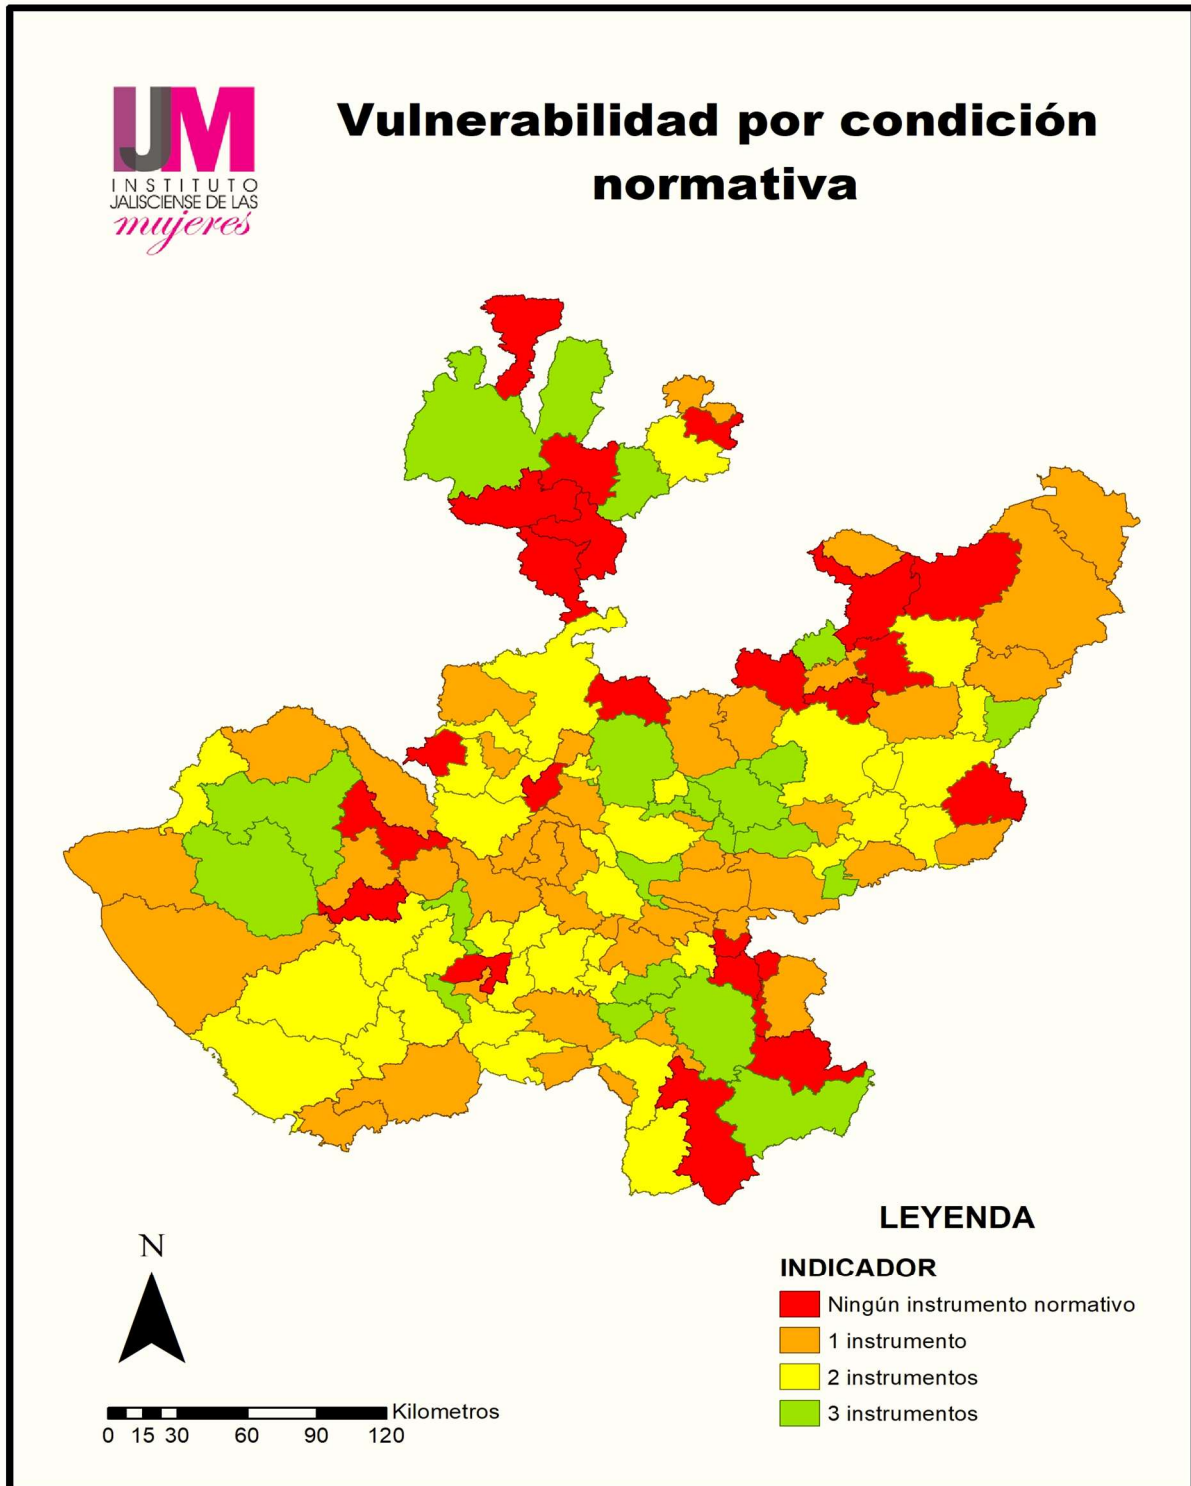 IJM
INSTITUTO
JALISCIENSE DE LAS
mujeres
Vulnerabilidad por condición
normativa
LEYENDA
INDICADOR
Ningún instrumento normativo
1 instrumento
2 instrumentos
3 instrumentos
N
Kilometros
0 15 30 60 90 120